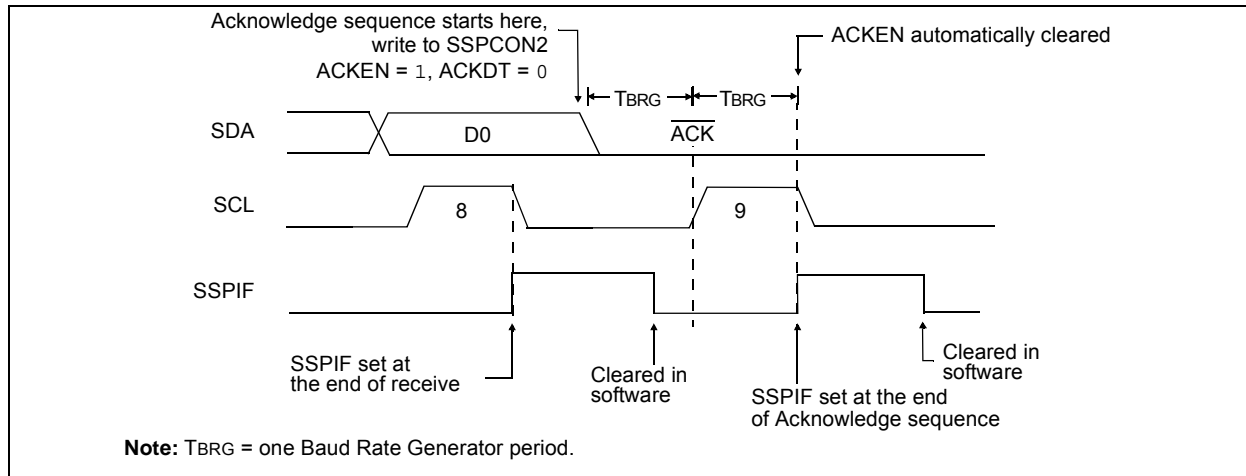 Acknowledge sequence starts here,
write to SSPCON2
ACKEN = 1, ACKDT = 0
ACKEN automatically cleared
TBRG
TBRG
SDA
D0
ACK
SCL
8
9
SSPIF
SSPIF set at
the end of receive
Cleared in
software
SSPIF set at the end
of Acknowledge sequence
Cleared in
software
Note: TBRG = one Baud Rate Generator period.